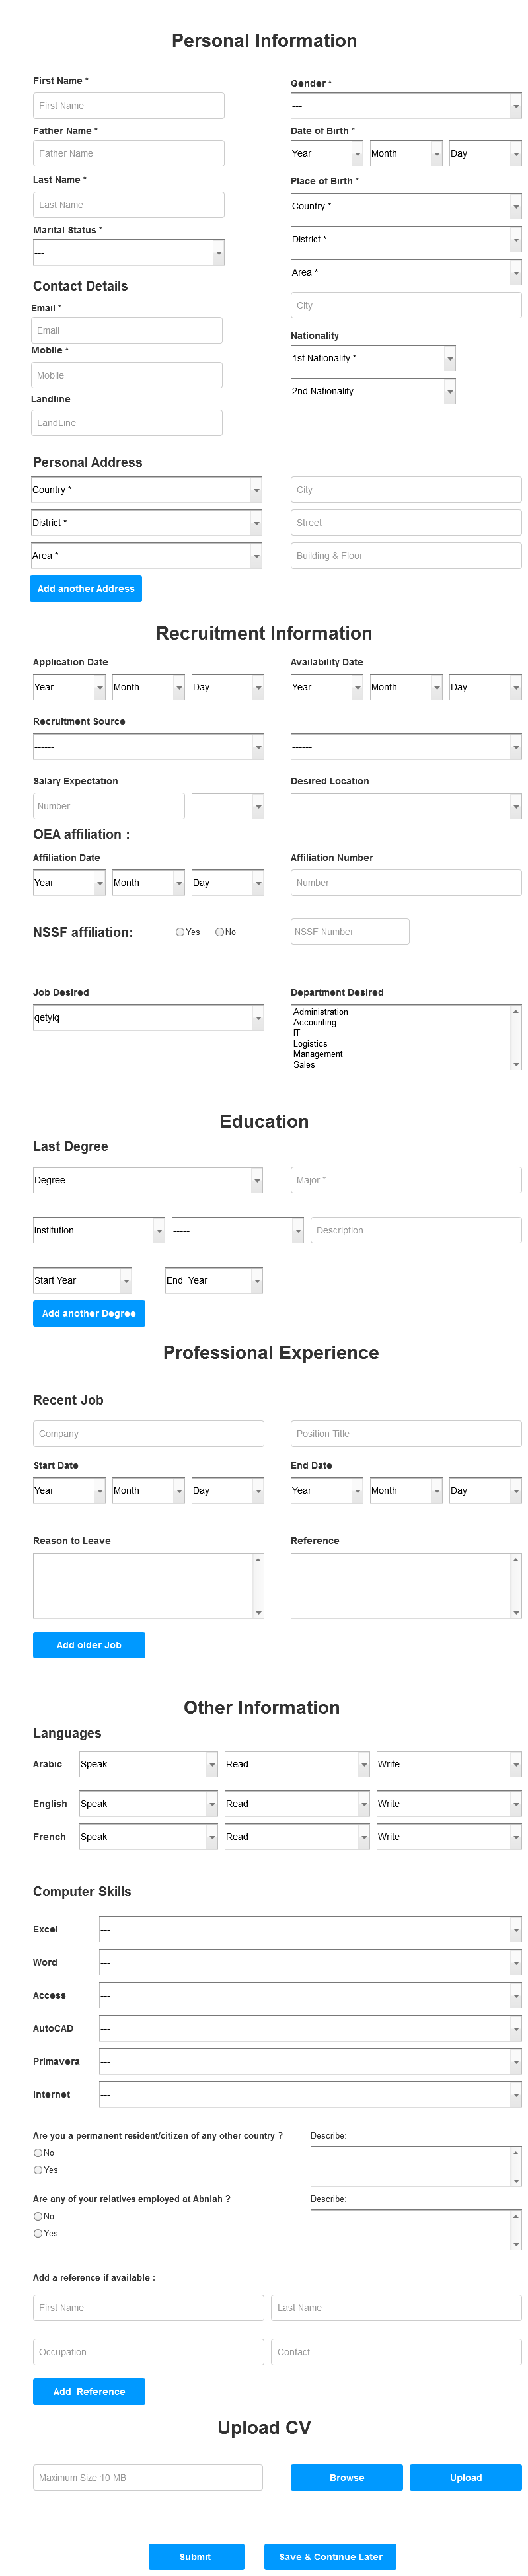 Personal Information
First Name *
First Name
Father Name *
Father Name
Last Name *
Last Name
Marital Status *
---
Gender *
---
Date of Birth *
Year Month Day
Place of Birth *
Country *
District *
Area *
City
Nationality
1st Nationality *
2nd Nationality
Contact Details
Email *
Email
Mobile *
Mobile
Landline
LandLine
Personal Address
Country *
City
District *
Street
Area *
Building & Floor
Add another Address
Recruitment Information
Application Date
Year Month Day
Availability Date
Year Month Day
Recruitment Source
------
------
Salary Expectation
Number ----
Desired Location
------
OEA affiliation :
Affiliation Date
Year Month Day
Affiliation Number
Number
NSSF affiliation: Yes No
NSSF Number
Job Desired
qetyiq
Department Desired
Administration
Accounting
IT
Logistics
Management
Sales
Education
Last Degree
Degree
Major *
Institution ----- Description
Start Year End Year
Add another Degree
Professional Experience
Recent Job
Company
Position Title
Start Date
Year Month Day
End Date
Year Month Day
Reason to Leave
Reference
Add older Job
Other Information
Languages
Arabic Speak Read Write
English Speak Read Write
French Speak Read Write
Computer Skills
Excel ---
Word ---
Access ---
AutoCAD ---
Primavera ---
Internet ---
Are you a permanent resident/citizen of any other country ?
No
Yes
Describe:
Are any of your relatives employed at Abniah ?
No
Yes
Describe:
Add a reference if available :
First Name
Last Name
Occupation
Contact
Add Reference
Upload CV
Maximum Size 10 MB
Browse
Upload
Submit
Save & Continue Later